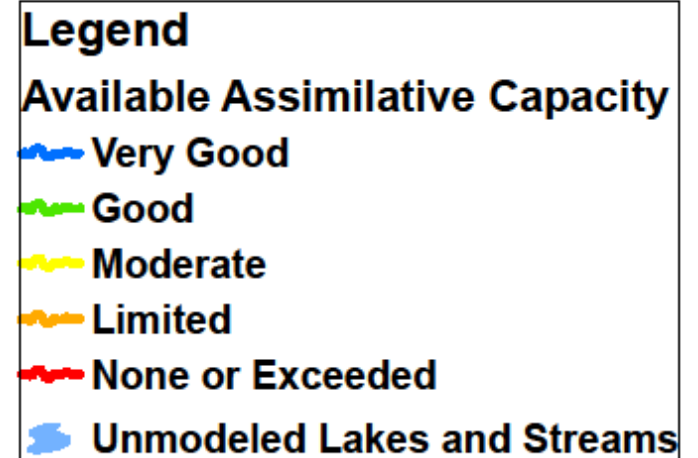 Legend
Available Assimilative Capacity
Very Good
Good
Moderate
Limited
None or Exceeded
Unmodeled Lakes and Streams